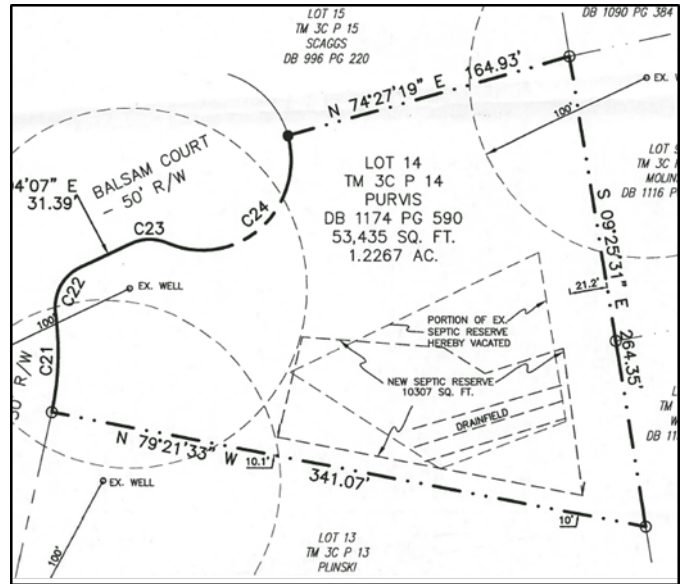 LOT 15
TM 3C P 15
SCAGGS
DB 996 PG 220
DB 1090 PG 384
N 74°27'19" E 164.93'
EX. W
100'
LOT 14
TM 3C P 14
PURVIS
DB 1174 PG 590
53,435 SQ. FT.
1.2267 AC.
LOT 9
TM 3C
MOLIN
DB 1116 P
BALSAM COURT
- 50' R/W
4'07" E
31.39'
C23
C24
C22
C21
EX. WELL
100'
50' R/W
S 09°25'31" E 264.35'
21.2'
PORTION OF EX.
SEPTIC RESERVE
HEREBY VACATED
NEW SEPTIC RESERVE
10307 SQ. FT.
DRAINFIELD
TM
W
DB 11
N 79°21'33" W 341.07'
10.1'
10'
EX. WELL
100'
LOT 13
TM 3C P 13
PLINSKI